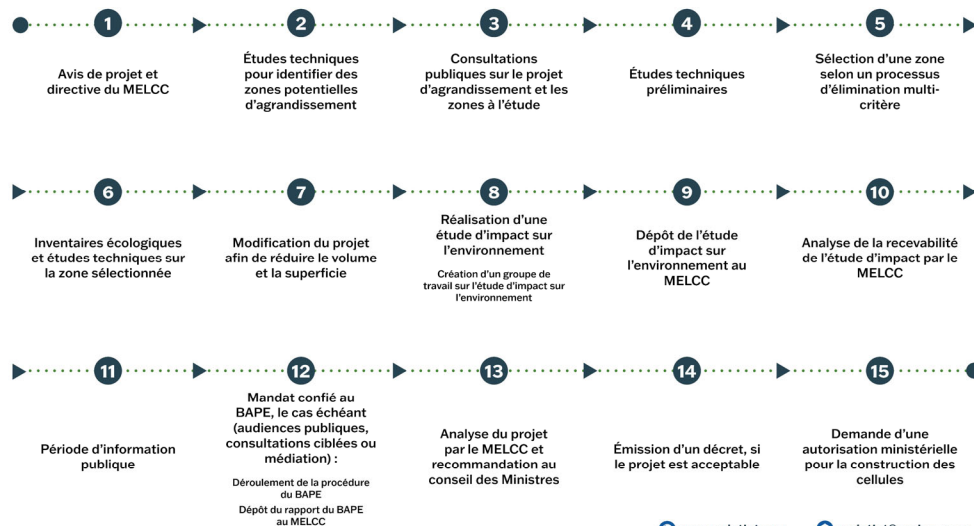 1
Avis de projet et
directive du MELCC
2
Études techniques
pour identifier des
zones potentielles
d'agrandissement
3
Consultations
publiques sur le projet
d'agrandissement et les
zones à l'étude
4
Études techniques
préliminaires
5
Sélection d'une zone
selon un processus
d'élimination multi-
critère
6
Inventaires écologiques
et études techniques sur
la zone sélectionnée
7
Modification du projet
afin de réduire le volume
et la superficie
8
Réalisation d'une
étude d'impact sur
l'environnement
Création d'un groupe de
travail sur l'étude d'impact sur
l'environnement
9
Dépôt de l'étude
d'impact sur
l'environnement au
MELCC
10
Analyse de la recevabilité
de l'étude d'impact par le
MELCC
11
Période d'information
publique
12
Mandat confié au
BAPE, le cas échéant
(audiences publiques,
consultations ciblées ou
médiation) :
Déroulement de la procédure
du BAPE
Dépôt du rapport du BAPE
au MELCC
13
Analyse du projet
par le MELCC et
recommandation au
conseil des Ministres
14
Émission d'un décret, si
le projet est acceptable
15
Demande d'une
autorisation ministérielle
pour la construction des
cellules